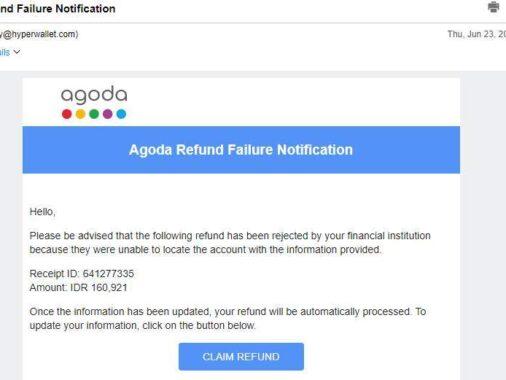 nd Failure Notification
y@hyperwallet.com)
Thu, Jun 23, 20
ils
agoda
Agoda Refund Failure Notification
Hello,
Please be advised that the following refund has been rejected by your financial institution
because they were unable to locate the account with the information provided.
Receipt ID: 641277335
Amount: IDR 160,921
Once the information has been updated, your refund will be automatically processed. To
update your information, click on the button below.
CLAIM REFUND